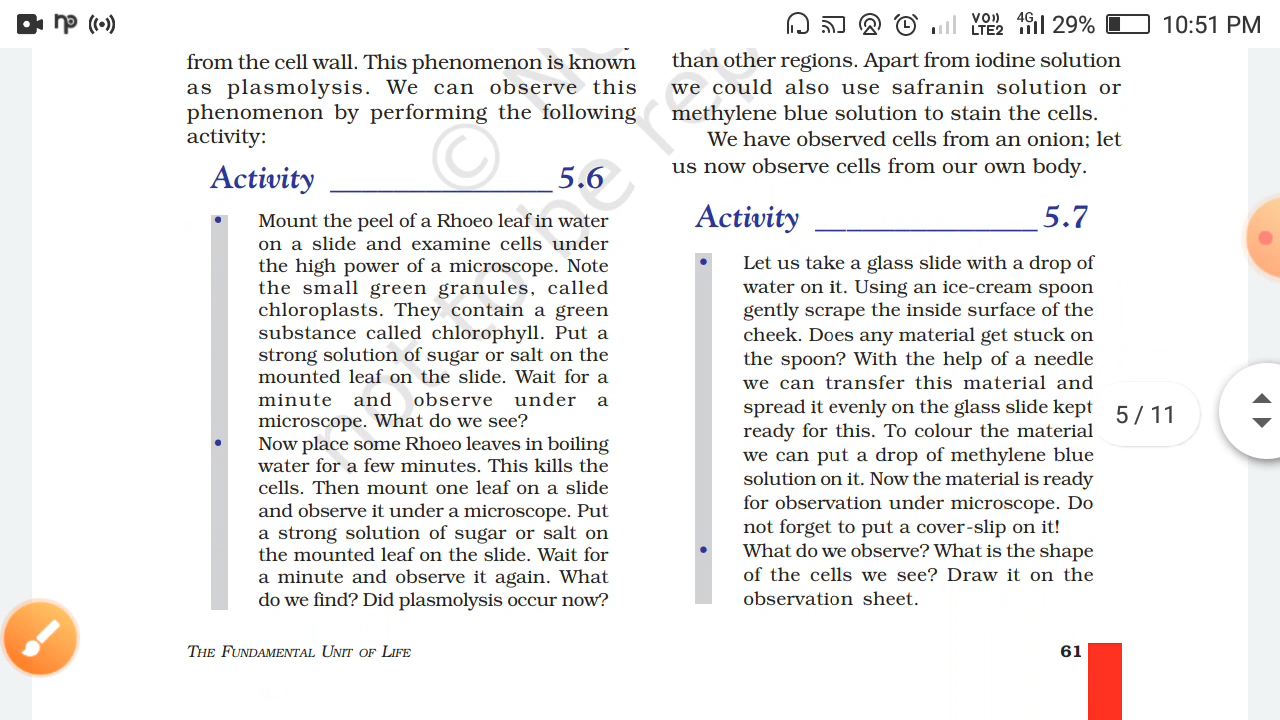 np VO)) LTE2 4G 29% 10:51 PM
from the cell wall. This phenomenon is known
as plasmolysis. We can observe this
phenomenon by performing the following
activity:
Activity _______________ 5.6
• Mount the peel of a Rhoeo leaf in water
on a slide and examine cells under
the high power of a microscope. Note
the small green granules, called
chloroplasts. They contain a green
substance called chlorophyll. Put a
strong solution of sugar or salt on the
mounted leaf on the slide. Wait for a
minute and observe under a
microscope. What do we see?
• Now place some Rhoeo leaves in boiling
water for a few minutes. This kills the
cells. Then mount one leaf on a slide
and observe it under a microscope. Put
a strong solution of sugar or salt on
the mounted leaf on the slide. Wait for
a minute and observe it again. What
do we find? Did plasmolysis occur now?
than other regions. Apart from iodine solution
we could also use safranin solution or
methylene blue solution to stain the cells.
We have observed cells from an onion; let
us now observe cells from our own body.
Activity _______________ 5.7
• Let us take a glass slide with a drop of
water on it. Using an ice-cream spoon
gently scrape the inside surface of the
cheek. Does any material get stuck on
the spoon? With the help of a needle
we can transfer this material and
spread it evenly on the glass slide kept
ready for this. To colour the material
we can put a drop of methylene blue
solution on it. Now the material is ready
for observation under microscope. Do
not forget to put a cover-slip on it!
• What do we observe? What is the shape
of the cells we see? Draw it on the
observation sheet.
5 / 11
THE FUNDAMENTAL UNIT OF LIFE
61
© N
not to be rep